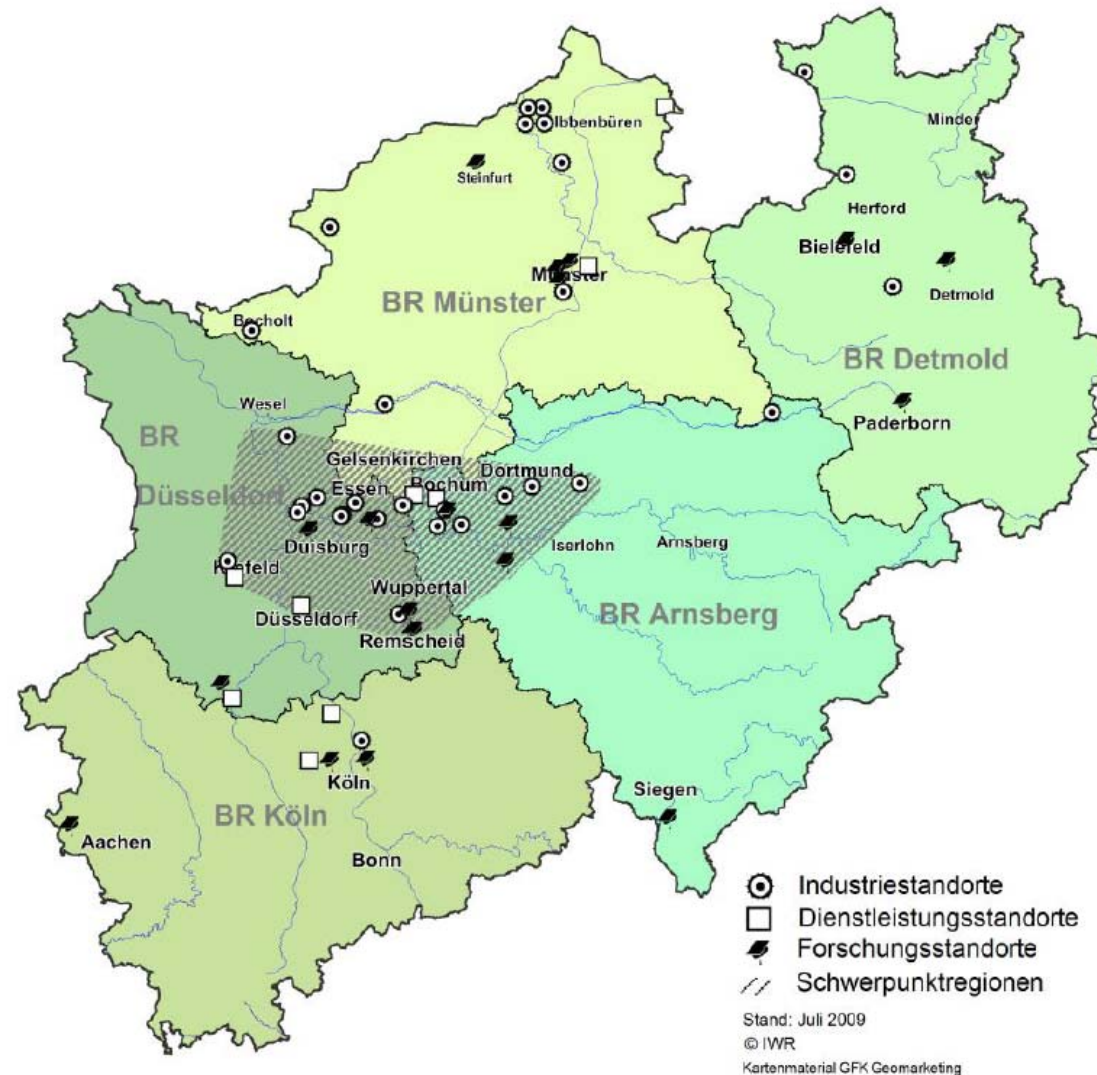 Minder
Ibbenbüren
Steinfurt
Herford
Bielefeld
Münster
Detmold
BR Münster
Bocholt
BR Detmold
Wesel
Paderborn
BR
Düsseldorf
Gelsenkirchen
Dortmund
Essen
Bochum
Duisburg
Iserlohn
Arnsberg
Krefeld
Wuppertal
BR Arnsberg
Düsseldorf
Remscheid
Köln
Siegen
BR Köln
Aachen
Bonn
Industriestandorte
Dienstleistungsstandorte
Forschungsstandorte
Schwerpunktregionen
Stand: Juli 2009
© IWR
Kartenmaterial GFK Geomarketing